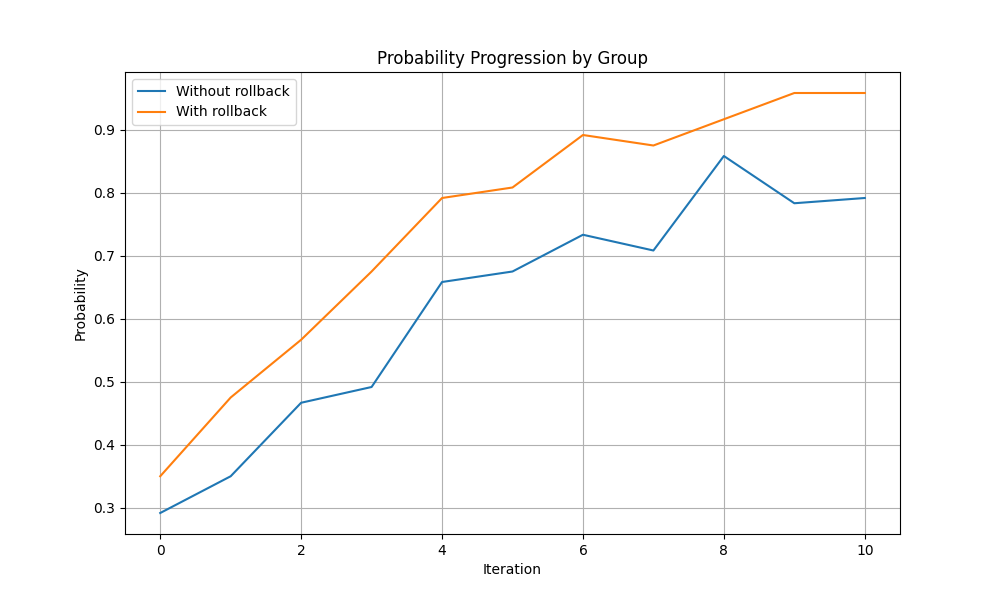 Probability Progression by Group
Without rollback
With rollback
0.9
0.8
0.7
0.6
0.5
0.4
0.3
Probability
0 2 4 6 8 10
Iteration